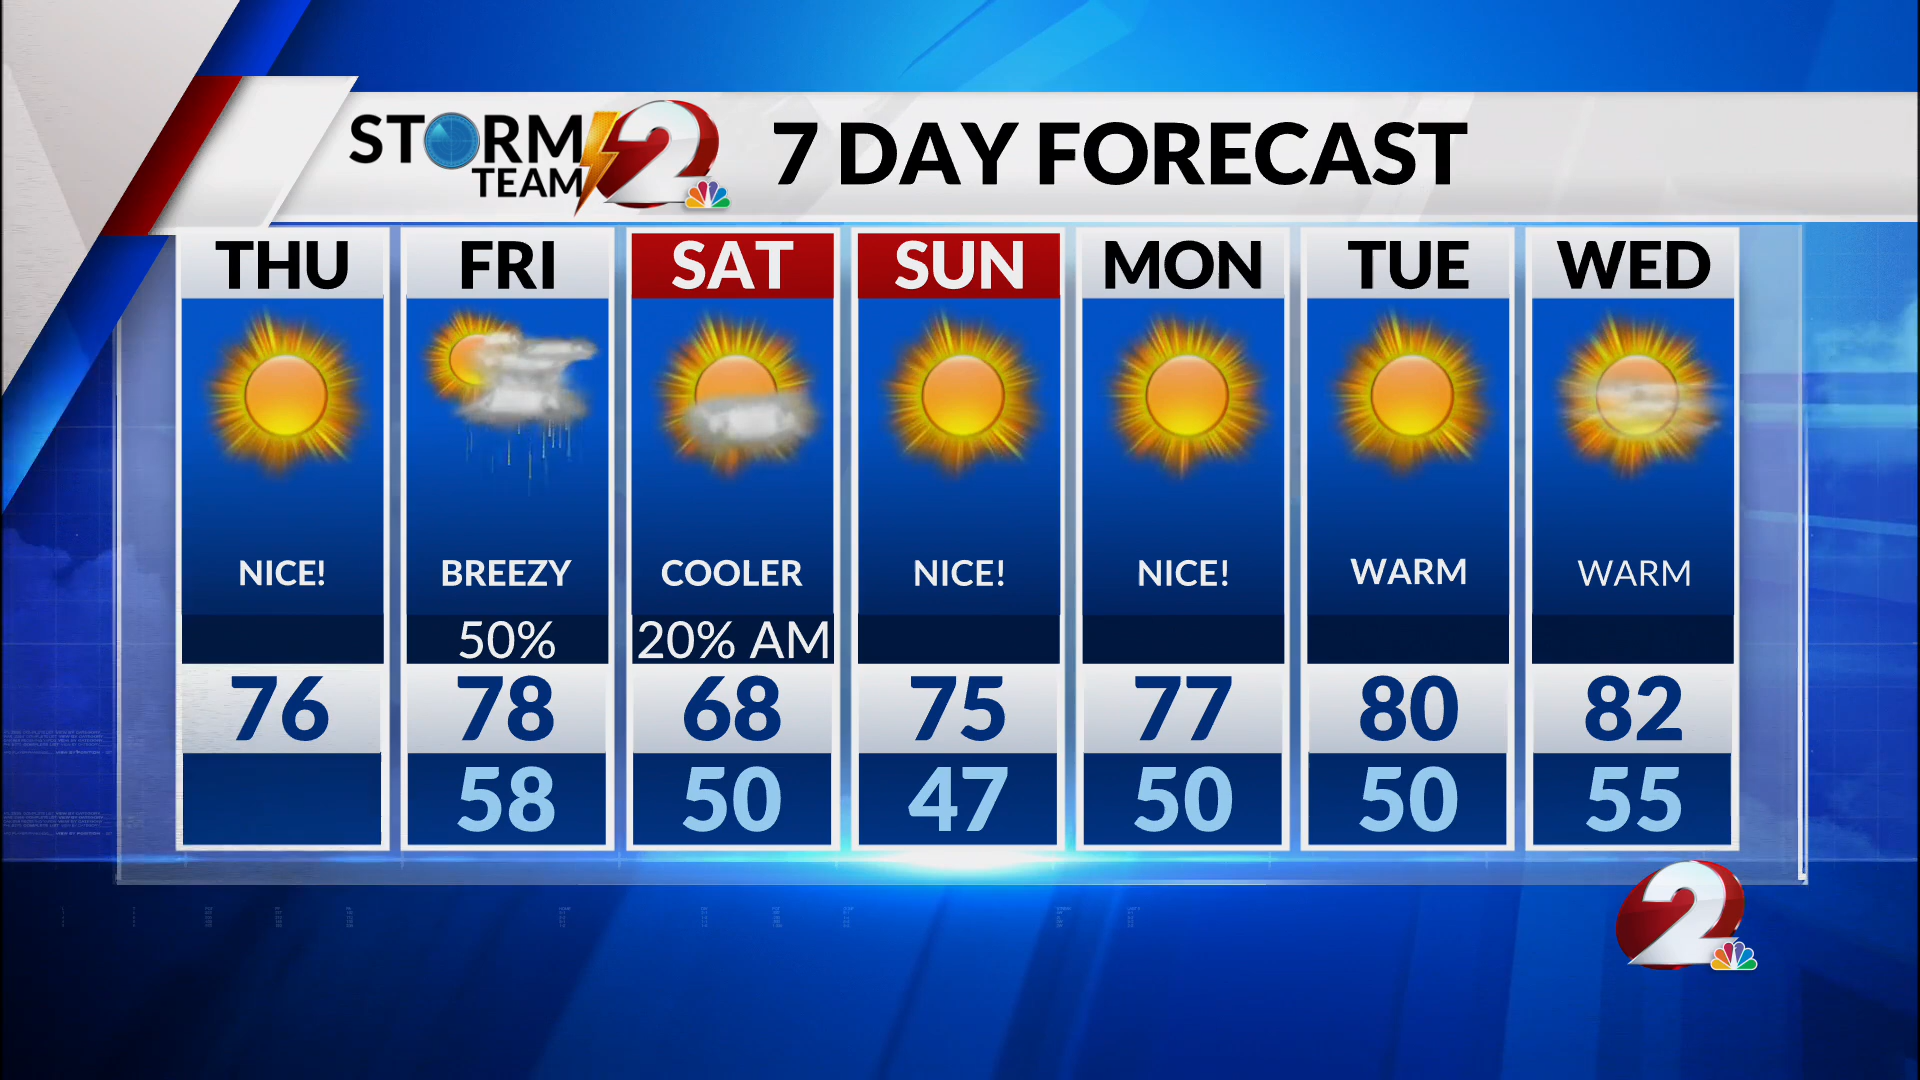 STORM
TEAM
2
7 DAY FORECAST
THU FRI SAT SUN MON TUE WED
NICE! BREEZY COOLER NICE! NICE! WARM WARM
50% 20% AM
76 78 68 75 77 80 82
58 50 47 50 50 55
2